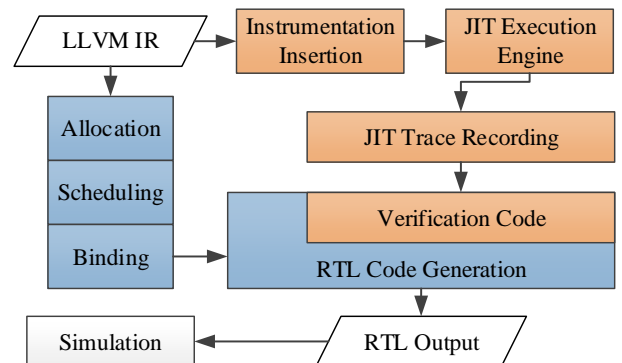 LLVM IR
Instrumentation
Insertion
JIT Execution
Engine
Allocation
Scheduling
Binding
JIT Trace Recording
Verification Code
RTL Code Generation
Simulation
RTL Output